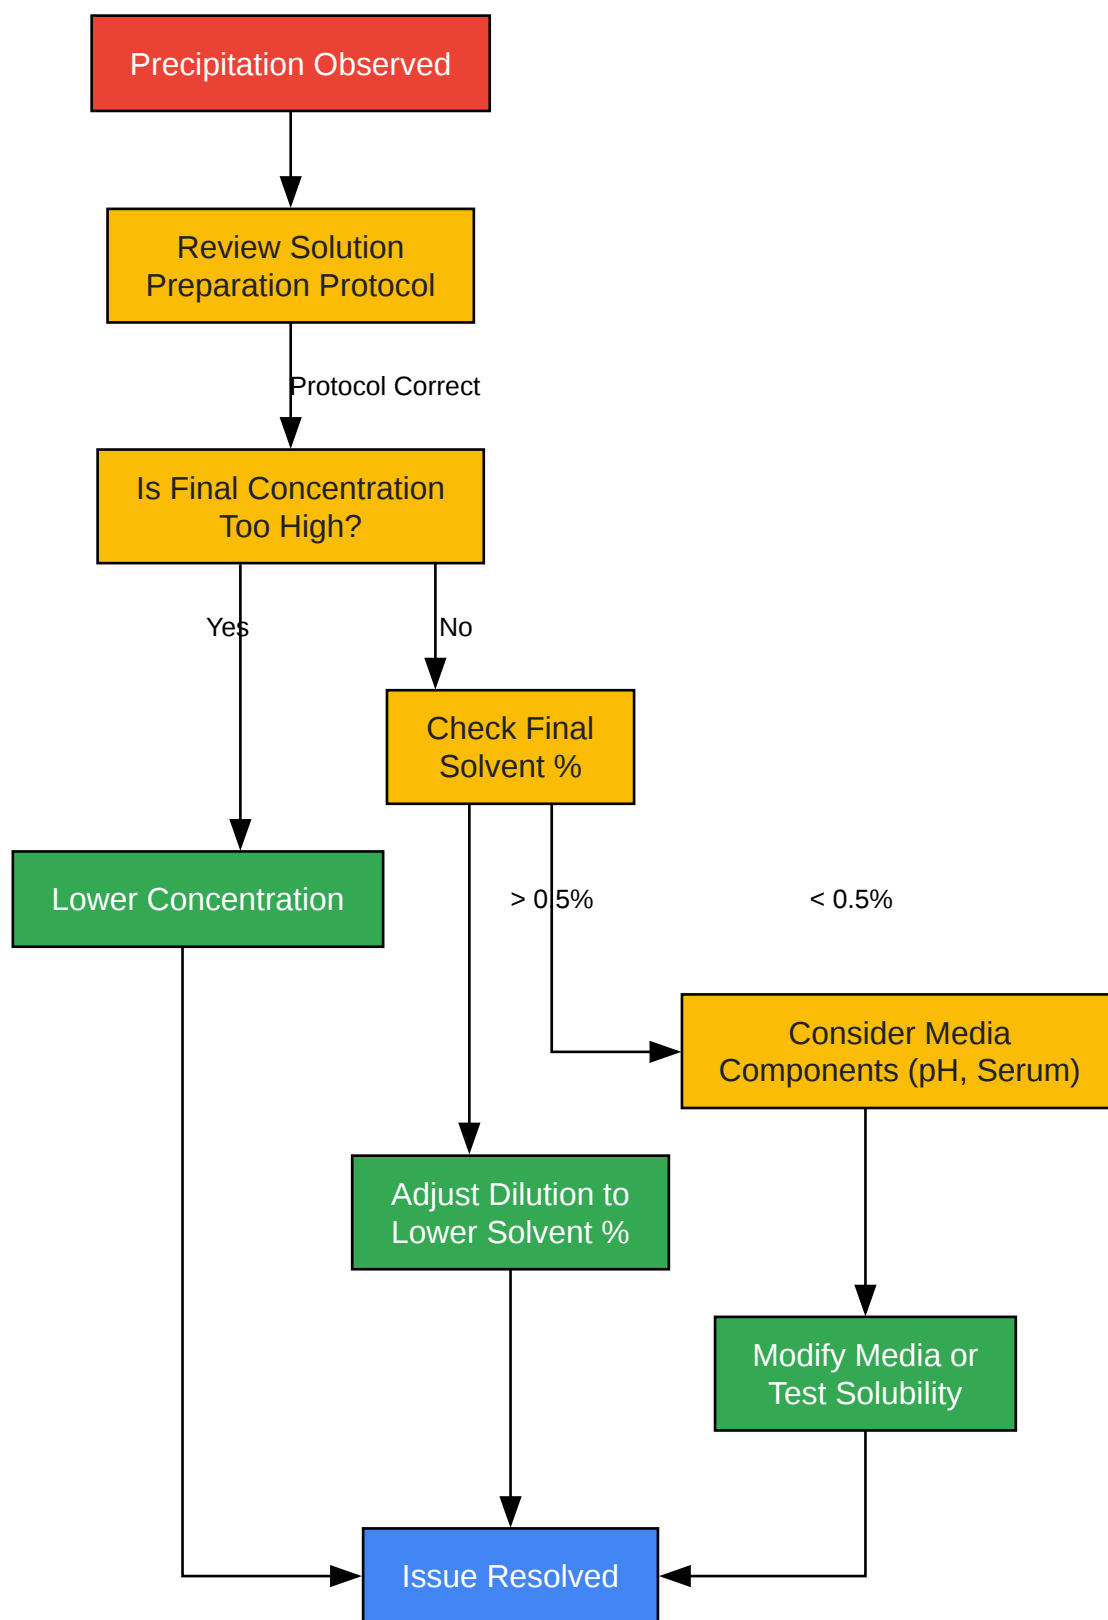 Precipitation Observed
Review Solution
Preparation Protocol
Protocol Correct
Is Final Concentration
Too High?
Yes
No
Check Final
Solvent %
Lower Concentration
> 0.5%
< 0.5%
Consider Media
Components (pH, Serum)
Adjust Dilution to
Lower Solvent %
Modify Media or
Test Solubility
Issue Resolved